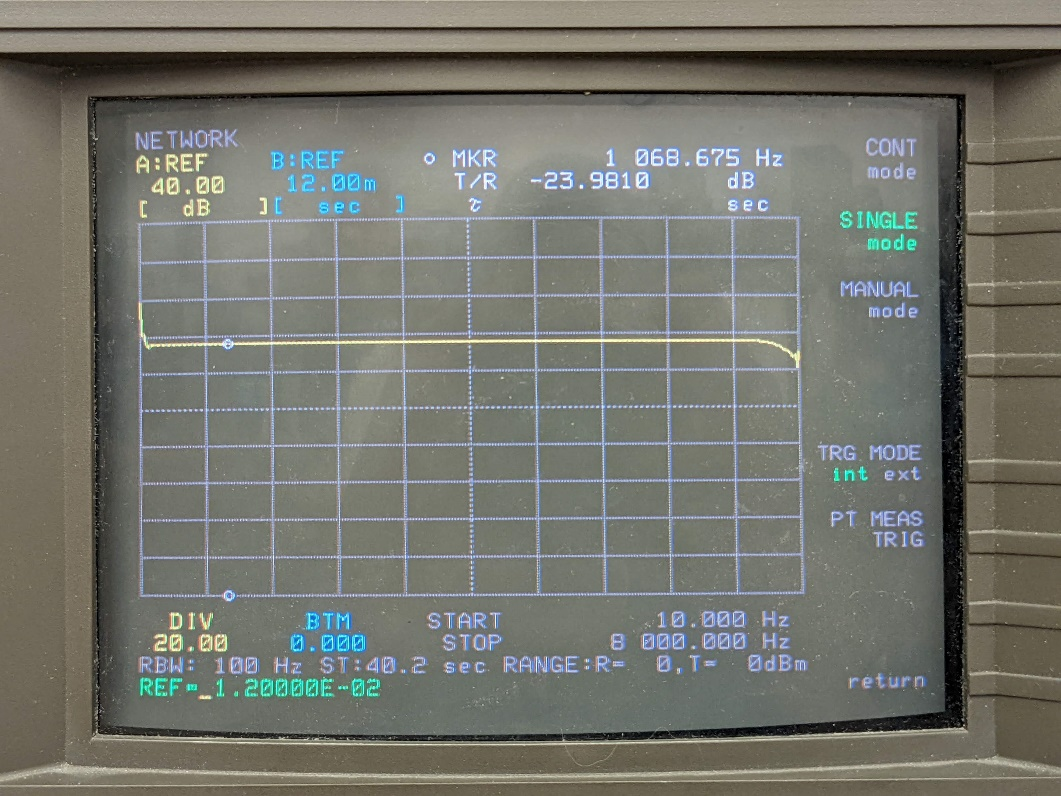 NETWORK
A:REF B:REF o MKR 1 068.675 Hz
40.00 12.00m T/R -23.9810 dB
[ dB ][ sec ] τ sec
CONT
mode
SINGLE
mode
MANUAL
mode
TRG MODE
int ext
PT MEAS
TRIG
DIV BTM START 10.000 Hz
20.00 0.000 STOP 8 000.000 Hz
RBW: 100 Hz ST:40.2 sec RANGE:R= 0,T= 0dBm
REF=_1.20000E-02
return